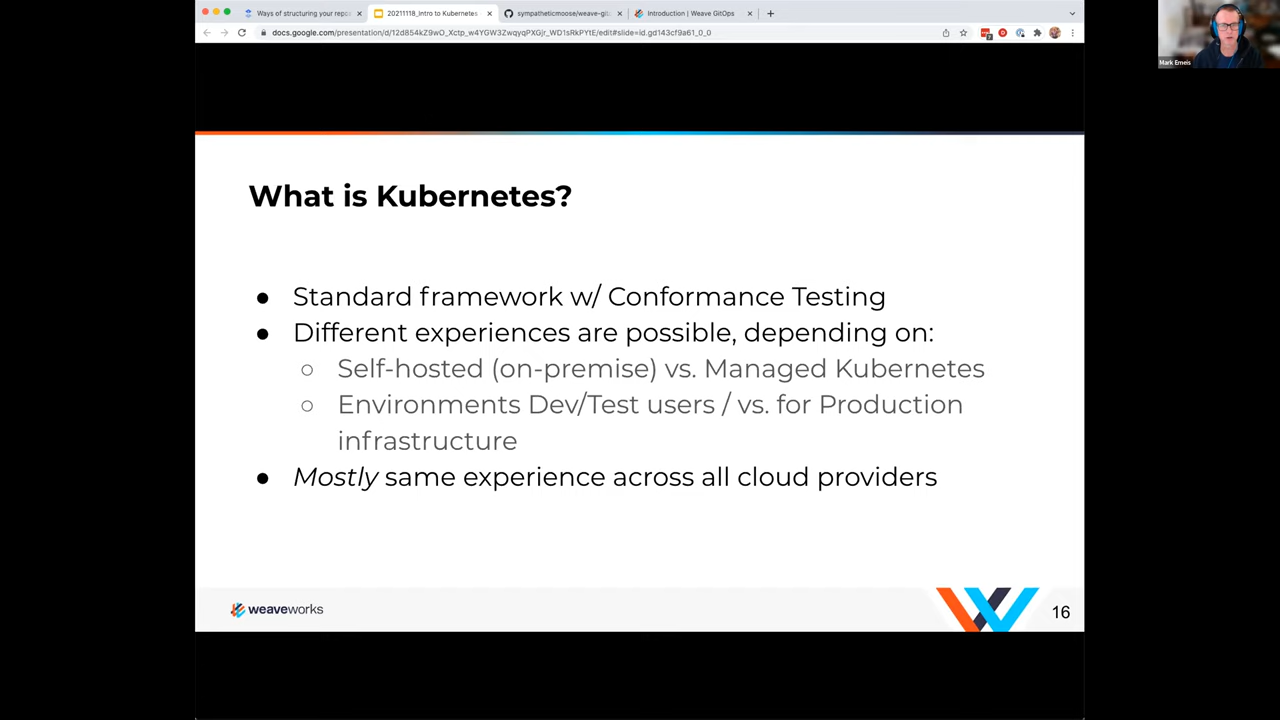 Ways of structuring your repo
20211118_Intro to Kubernetes
sympatheticmoose/weave-git
Introduction | Weave GitOps
docs.google.com/presentation/d/12d854kZ9wO_Xctp_w4YGW3ZwqyqPXGjr_WD1sRkPYtE/edit#slide=id.gd143cf9a61_0_0
Mark Emeis
What is Kubernetes?
● Standard framework w/ Conformance Testing
● Different experiences are possible, depending on:
○ Self-hosted (on-premise) vs. Managed Kubernetes
○ Environments Dev/Test users / vs. for Production
infrastructure
● Mostly same experience across all cloud providers
weaveworks
16